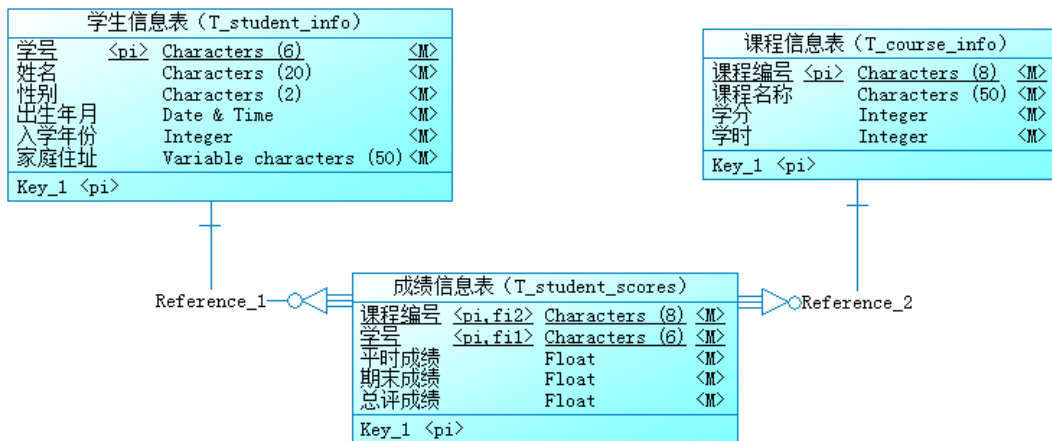 学生信息表（T_student_info）
学号 <pi> Characters (6) <M>
姓名 Characters (20) <M>
性别 Characters (2) <M>
出生年月 Date & Time <M>
入学年份 Integer <M>
家庭住址 Variable characters (50) <M>
Key_1 <pi>
课程信息表（T_course_info）
课程编号 <pi> Characters (8) <M>
课程名称 Characters (50) <M>
学分 Integer <M>
学时 Integer <M>
Key_1 <pi>
Reference_1
Reference_2
成绩信息表（T_student_scores）
课程编号 <pi,fi2> Characters (8) <M>
学号 <pi,fi1> Characters (6) <M>
平时成绩 Float <M>
期末成绩 Float <M>
总评成绩 Float <M>
Key_1 <pi>